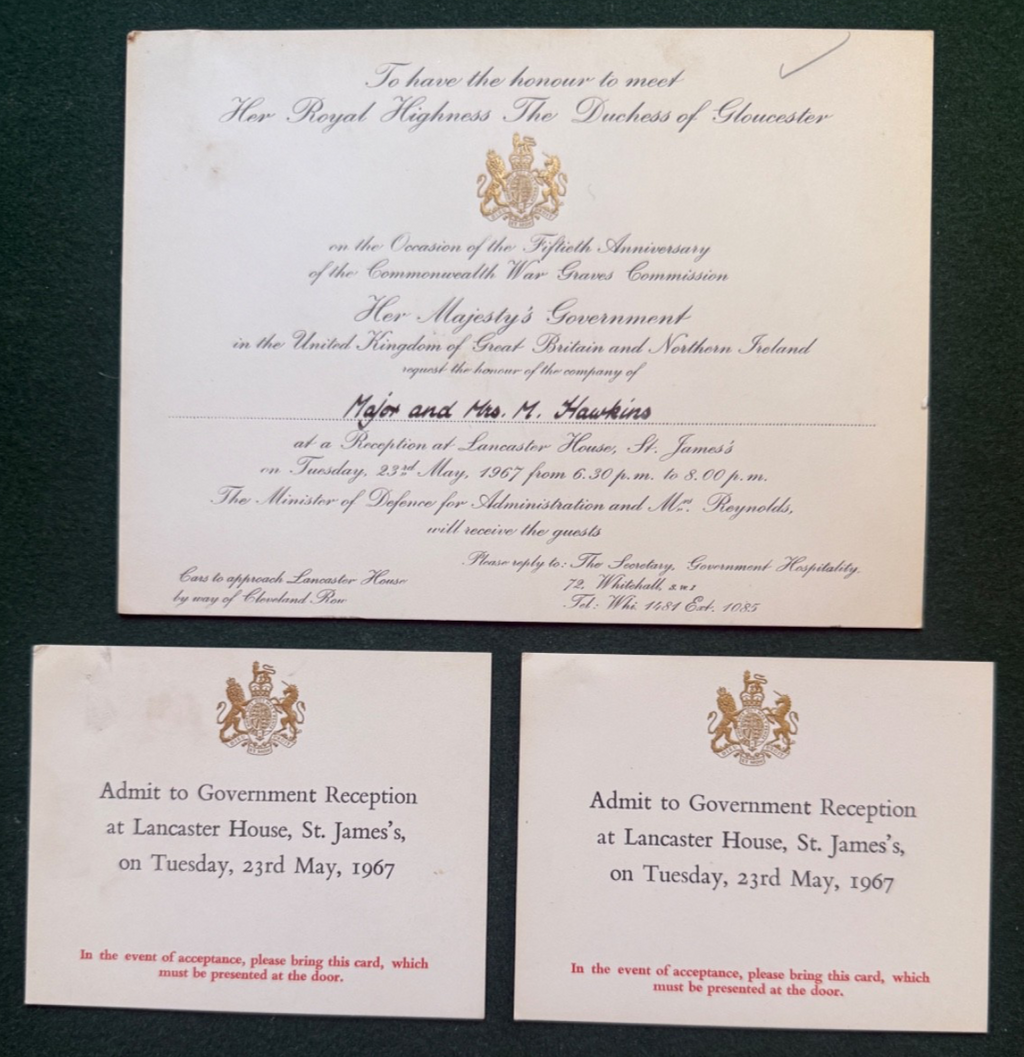 To have the honour to meet
Her Royal Highness The Duchess of Gloucester
on the Occasion of the Fiftieth Anniversary
of the Commonwealth War Graves Commission
Her Majesty's Government
in the United Kingdom of Great Britain and Northern Ireland
request the honour of the company of
Major and Mrs. M. Hawkins
at a Reception at Lancaster House, St. James's
on Tuesday, 23rd May, 1967 from 6.30 p.m. to 8.00 p.m.
The Minister of Defence for Administration and Mrs. Reynolds,
will receive the guests
Cars to approach Lancaster House
by way of Cleveland Row
Please reply to: The Secretary, Government Hospitality,
72, Whitehall, S.W.1
Tel: Whi. 1481 Ext. 1085
Admit to Government Reception
at Lancaster House, St. James's,
on Tuesday, 23rd May, 1967
In the event of acceptance, please bring this card, which
must be presented at the door.
Admit to Government Reception
at Lancaster House, St. James's,
on Tuesday, 23rd May, 1967
In the event of acceptance, please bring this card, which
must be presented at the door.